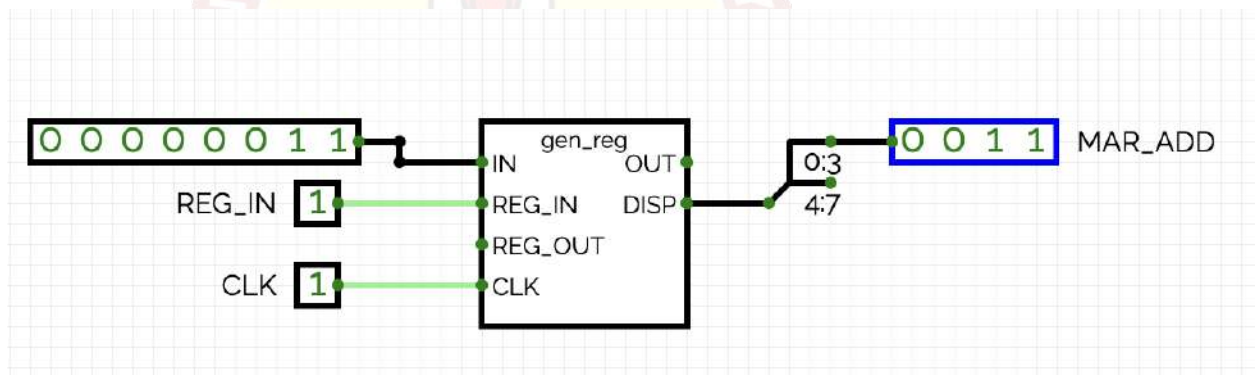 gen_reg
0 0 0 0 0 0 1 1
IN
OUT
0 0 1 1
MAR_ADD
0:3
REG_IN
1
REG_IN
DISP
4:7
REG_OUT
CLK
1
CLK